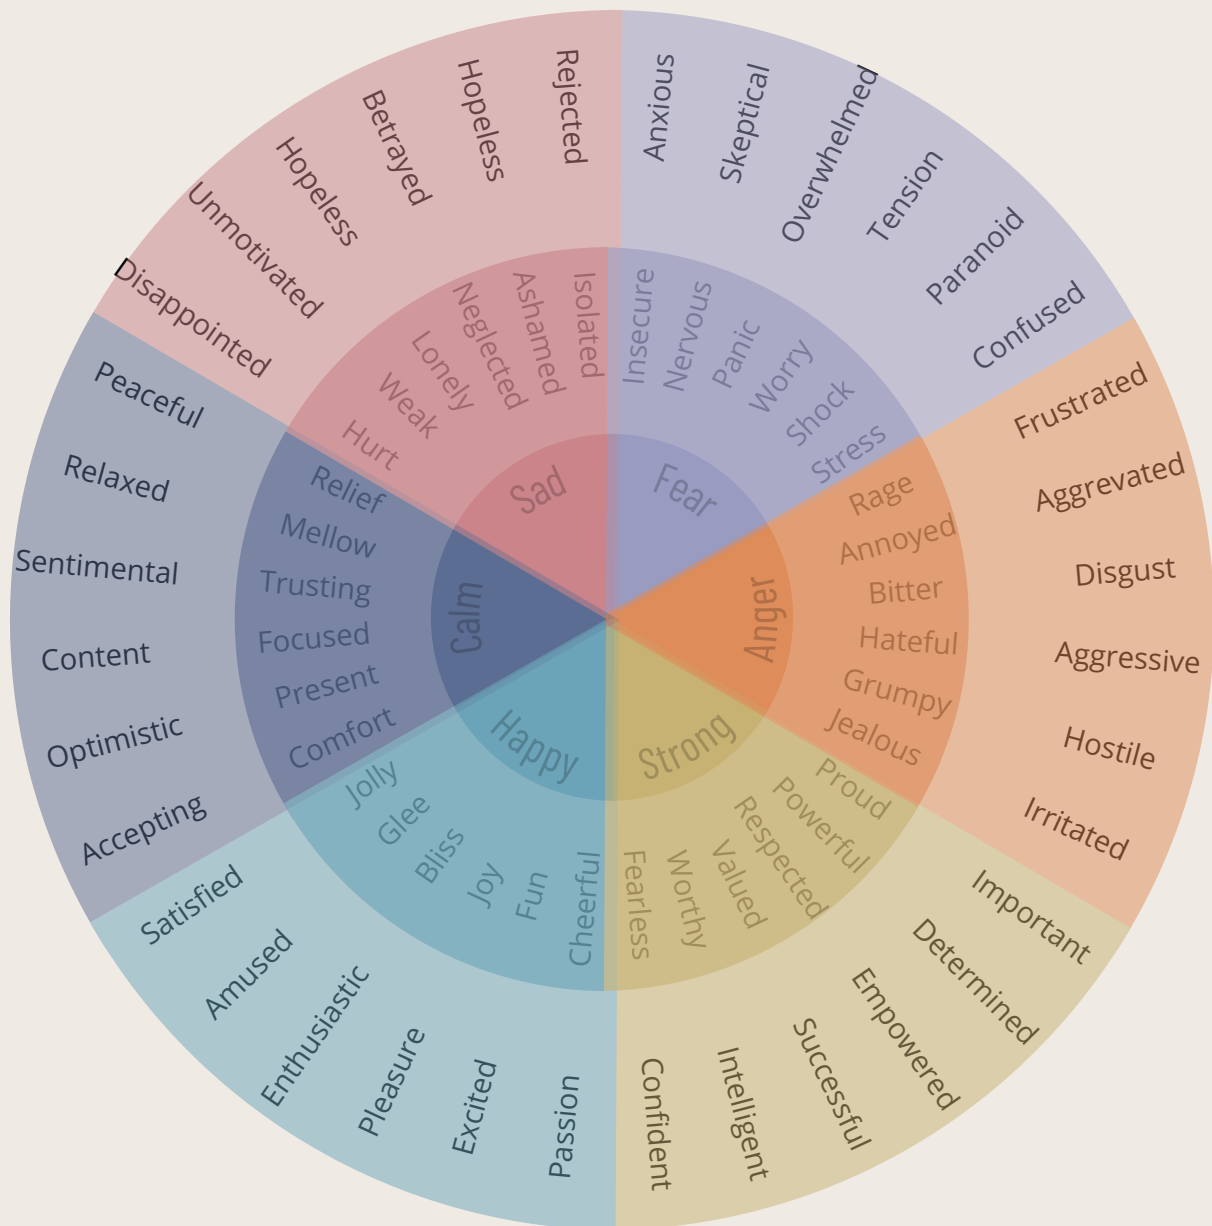 Anxious
Skeptical
Overwhelmed
Tension
Paranoid
Confused
Frustrated
Aggrevated
Disgust
Aggressive
Hostile
Irritated
Important
Determined
Empowered
Successful
Intelligent
Confident
Passion
Excited
Pleasure
Enthusiastic
Amused
Satisfied
Accepting
Optimistic
Content
Sentimental
Relaxed
Peaceful
Disappointed
Unmotivated
Hopeless
Betrayed
Hopeless
Rejected
Insecure
Nervous
Panic
Worry
Shock
Stress
Rage
Annoyed
Bitter
Hateful
Grumpy
Jealous
Proud
Powerful
Respected
Valued
Worthy
Fearless
Cheerful
Fun
Joy
Bliss
Glee
Jolly
Comfort
Present
Focused
Trusting
Mellow
Relief
Hurt
Weak
Lonely
Neglected
Ashamed
Isolated
Fear
Anger
Strong
Happy
Calm
Sad